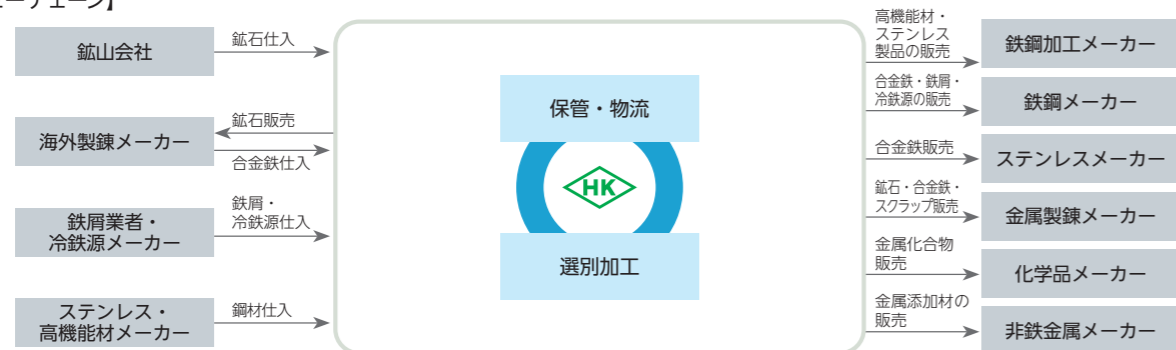 鉱山会社
鉱石仕入
海外製錬メーカー
鉱石販売
合金鉄仕入
鉄屑業者・
冷鉄源メーカー
鉄屑・
冷鉄源仕入
ステンレス・
高機能材メーカー
鋼材仕入
保管・物流
HK
選別加工
高機能材・
ステンレス
製品の販売
鉄鋼加工メーカー
合金鉄・鉄屑・
冷鉄源の販売
鉄鋼メーカー
合金鉄販売
ステンレスメーカー
鉱石・合金鉄・
スクラップ販売
金属製錬メーカー
金属化合物
販売
化学品メーカー
金属添加材の
販売
非鉄金属メーカー